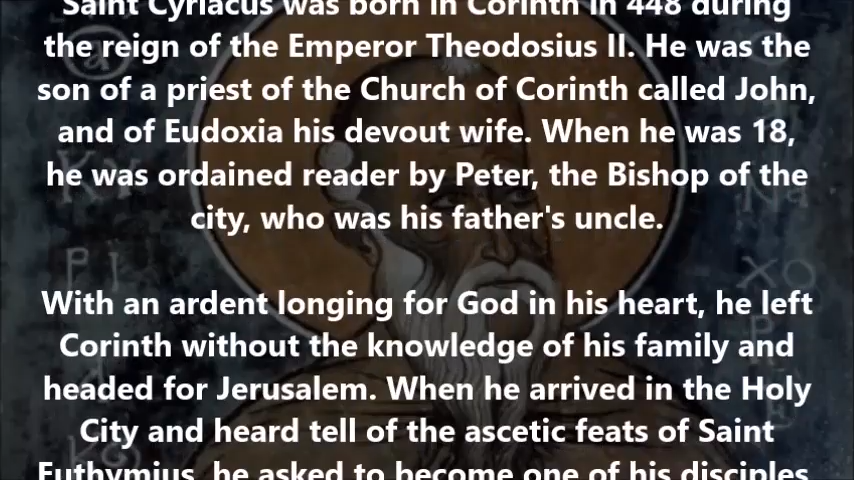 Saint Cyriacus was born in Corinth in 448 during
the reign of the Emperor Theodosius II. He was the
son of a priest of the Church of Corinth called John,
and of Eudoxia his devout wife. When he was 18,
he was ordained reader by Peter, the Bishop of the
city, who was his father's uncle.
With an ardent longing for God in his heart, he left
Corinth without the knowledge of his family and
headed for Jerusalem. When he arrived in the Holy
City and heard tell of the ascetic feats of Saint
Euthymius, he asked to become one of his disciples.